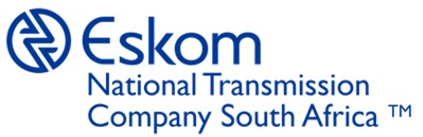 Eskom
National Transmission
Company South Africa ™